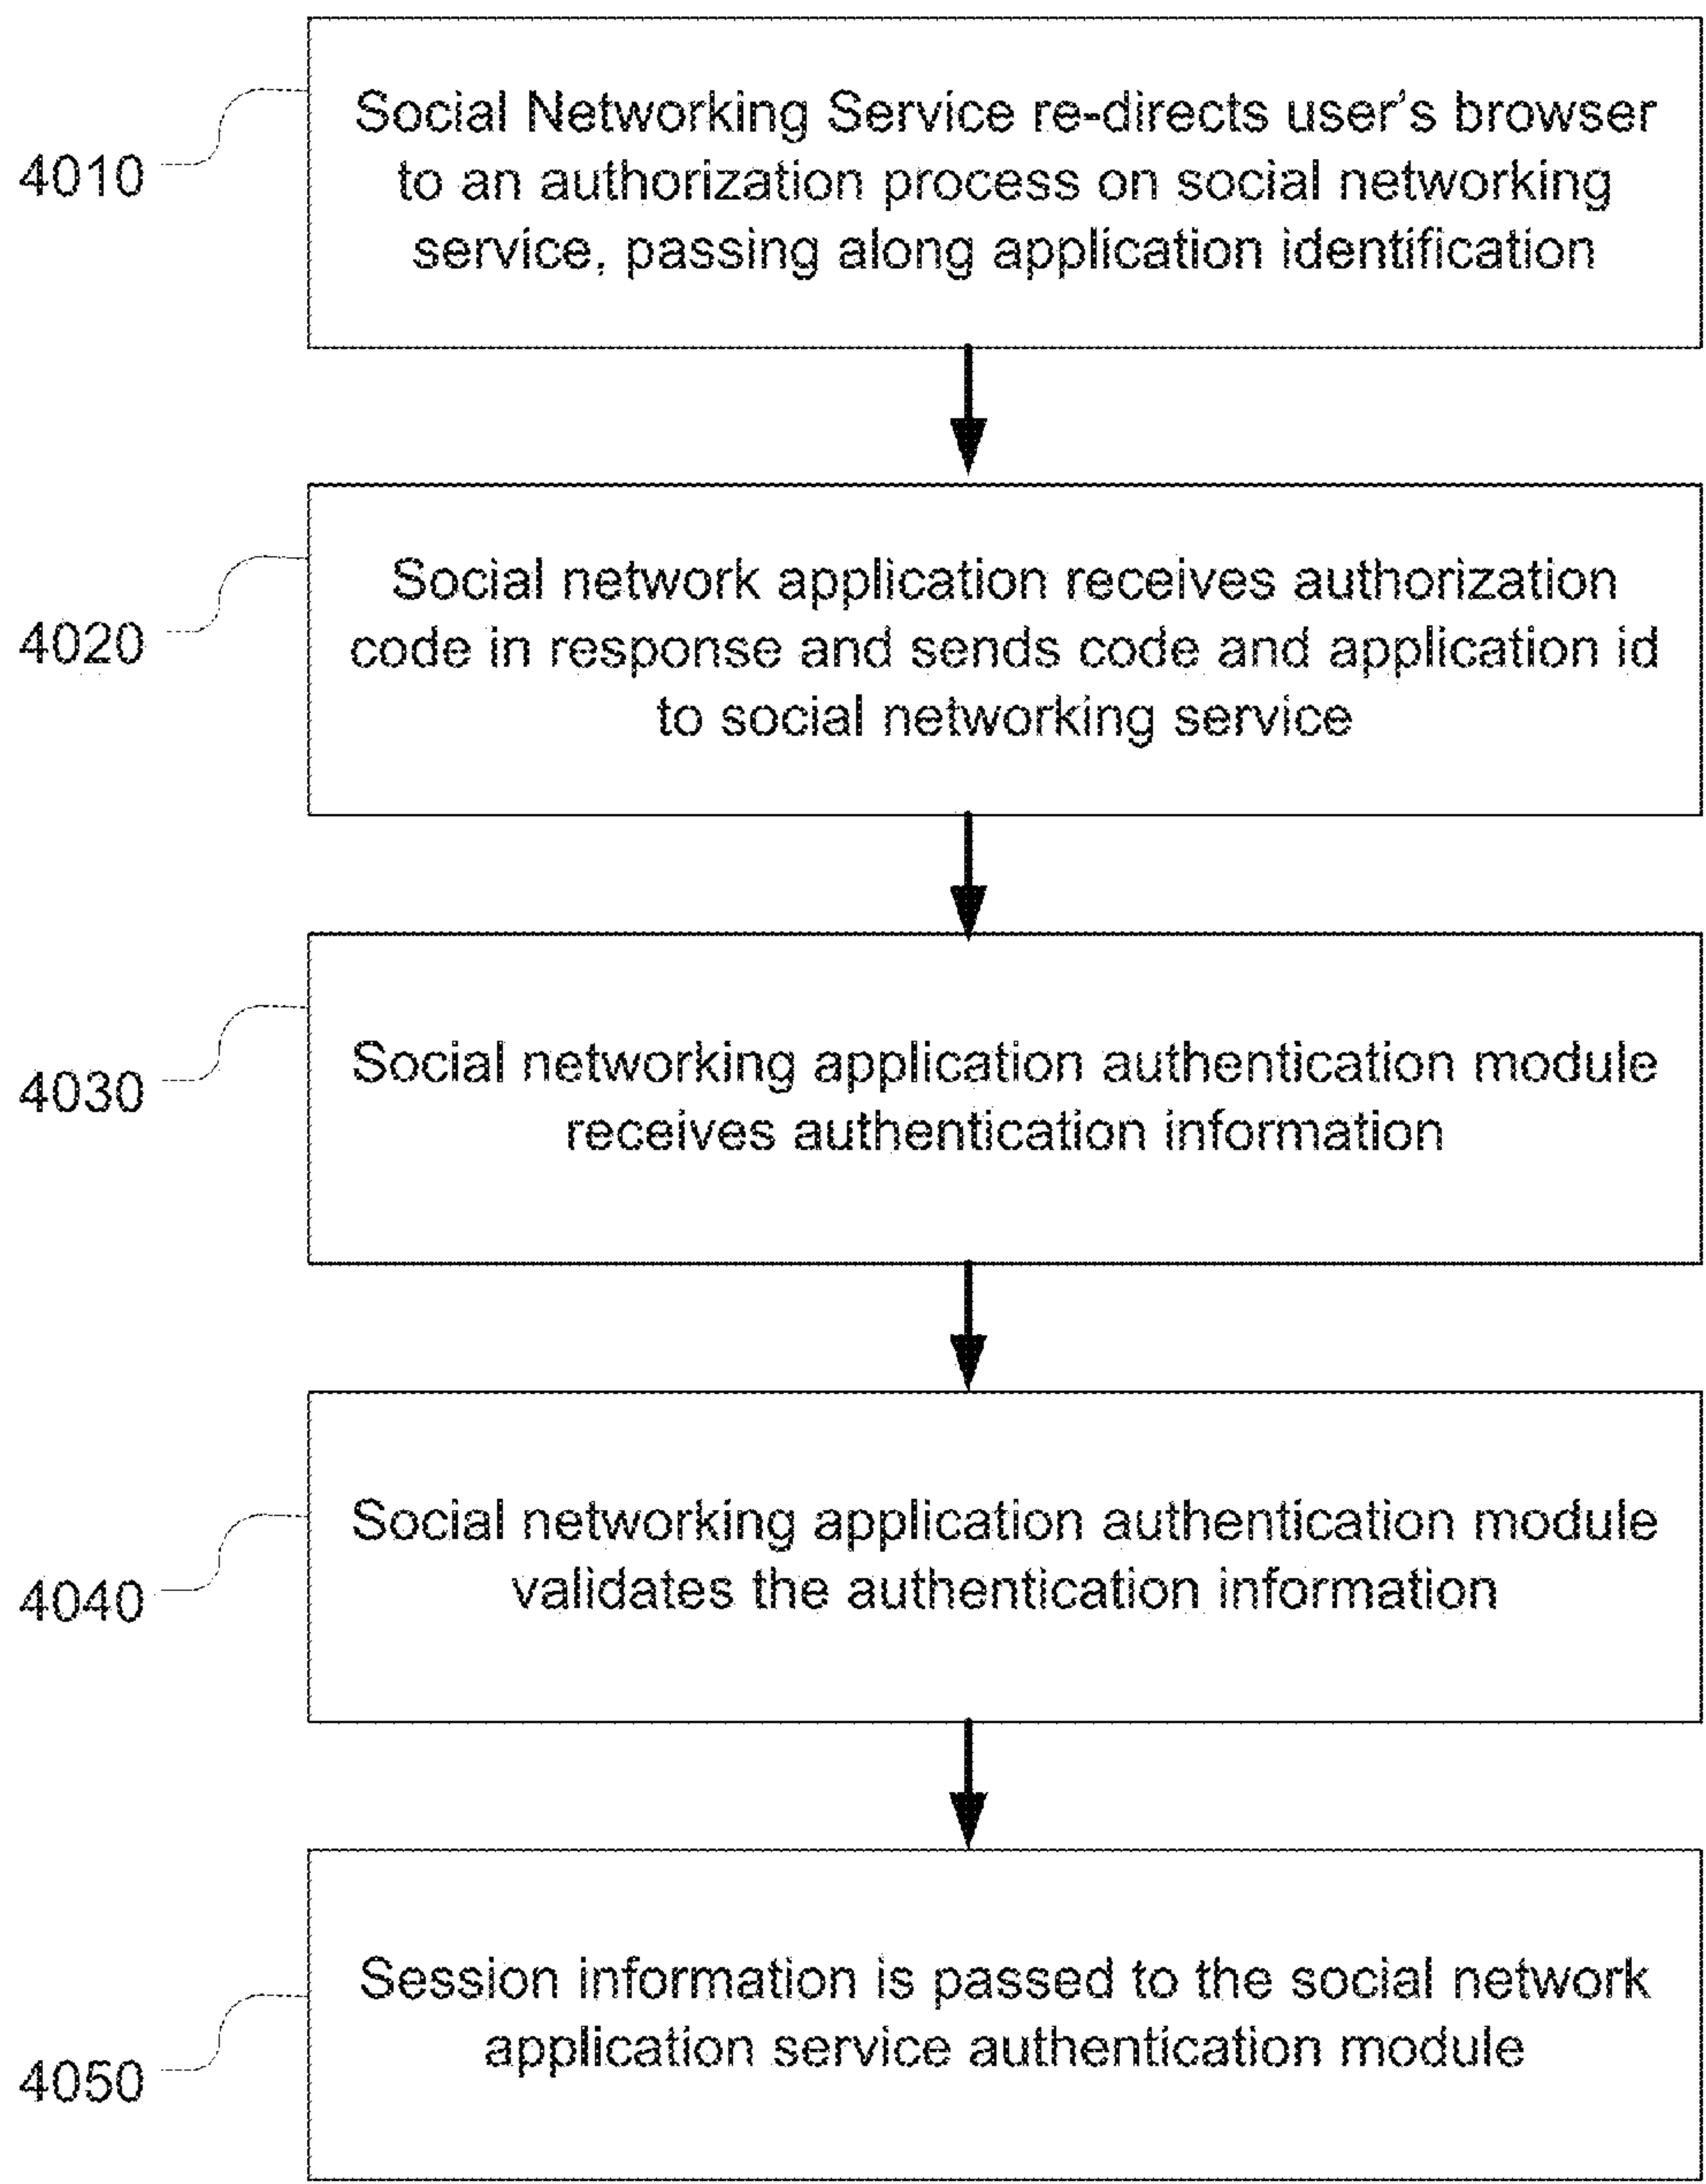 Social Networking Service re-directs user's browser
to an authorization process on social networking
service, passing along application identification
4010
Social network application receives authorization
code in response and sends code and application id
to social networking service
4020
Social networking application authentication module
receives authentication information
4030
Social networking application authentication module
validates the authentication information
4040
Session information is passed to the social network
application service authentication module
4050